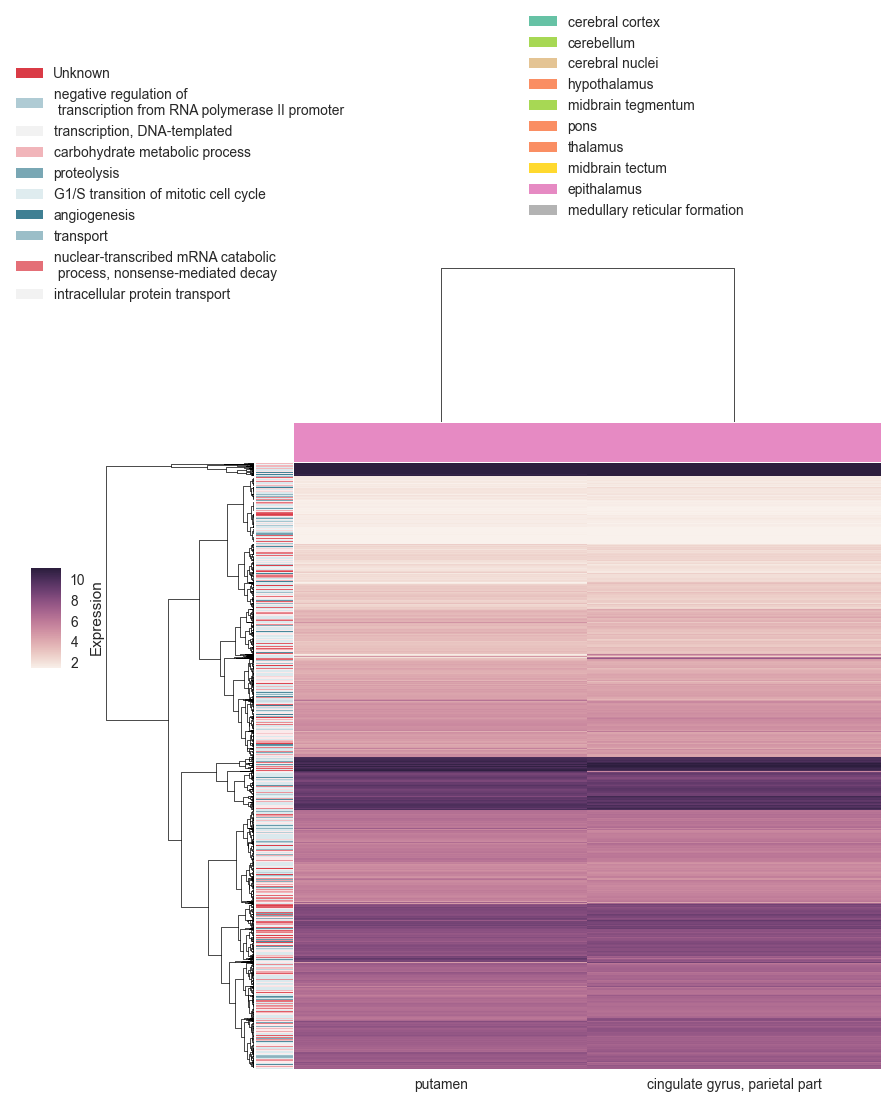 Unknown
negative regulation of
transcription from RNA polymerase II promoter
transcription, DNA-templated
carbohydrate metabolic process
proteolysis
G1/S transition of mitotic cell cycle
angiogenesis
transport
nuclear-transcribed mRNA catabolic
process, nonsense-mediated decay
intracellular protein transport
cerebral cortex
cerebellum
cerebral nuclei
hypothalamus
midbrain tegmentum
pons
thalamus
midbrain tectum
epithalamus
medullary reticular formation
10
8
6
4
2
Expression
putamen
cingulate gyrus, parietal part